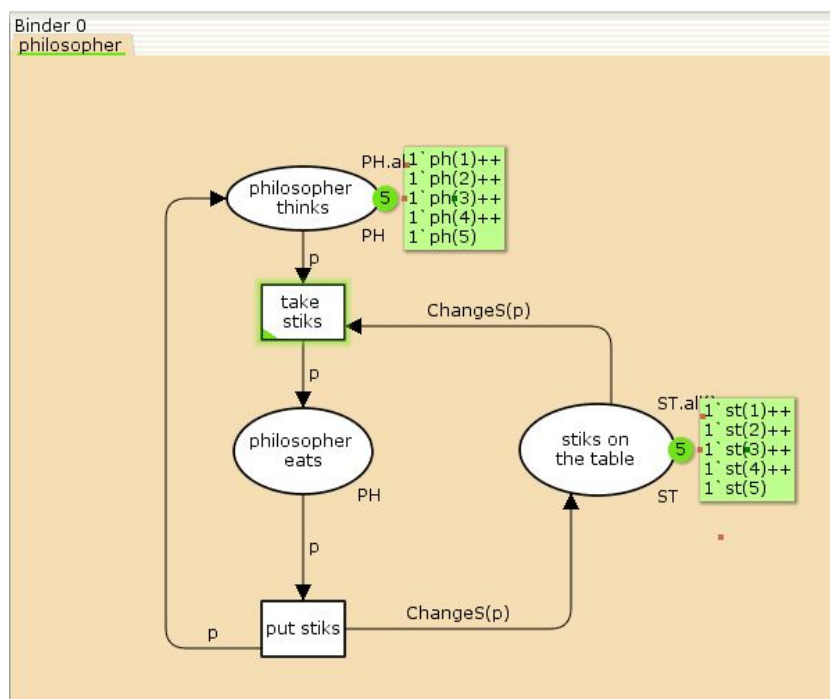 Binder 0
philosopher
philosopher
thinks
PH.al
5
1`ph(1)++
1`ph(2)++
1`ph(3)++
1`ph(4)++
1`ph(5)
PH
p
take
stiks
ChangeS(p)
p
philosopher
eats
PH
stiks on
the table
ST.all()
5
1`st(1)++
1`st(2)++
1`st(3)++
1`st(4)++
1`st(5)
ST
p
put stiks
ChangeS(p)
p